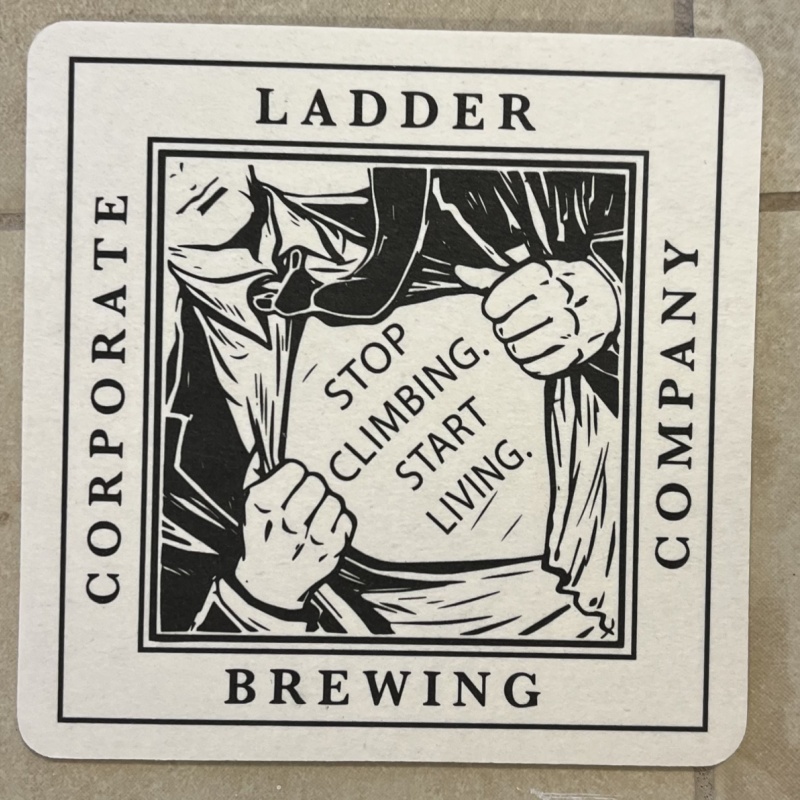 CORPORATE
LADDER
BREWING
COMPANY
STOP
CLIMBING.
START
LIVING.